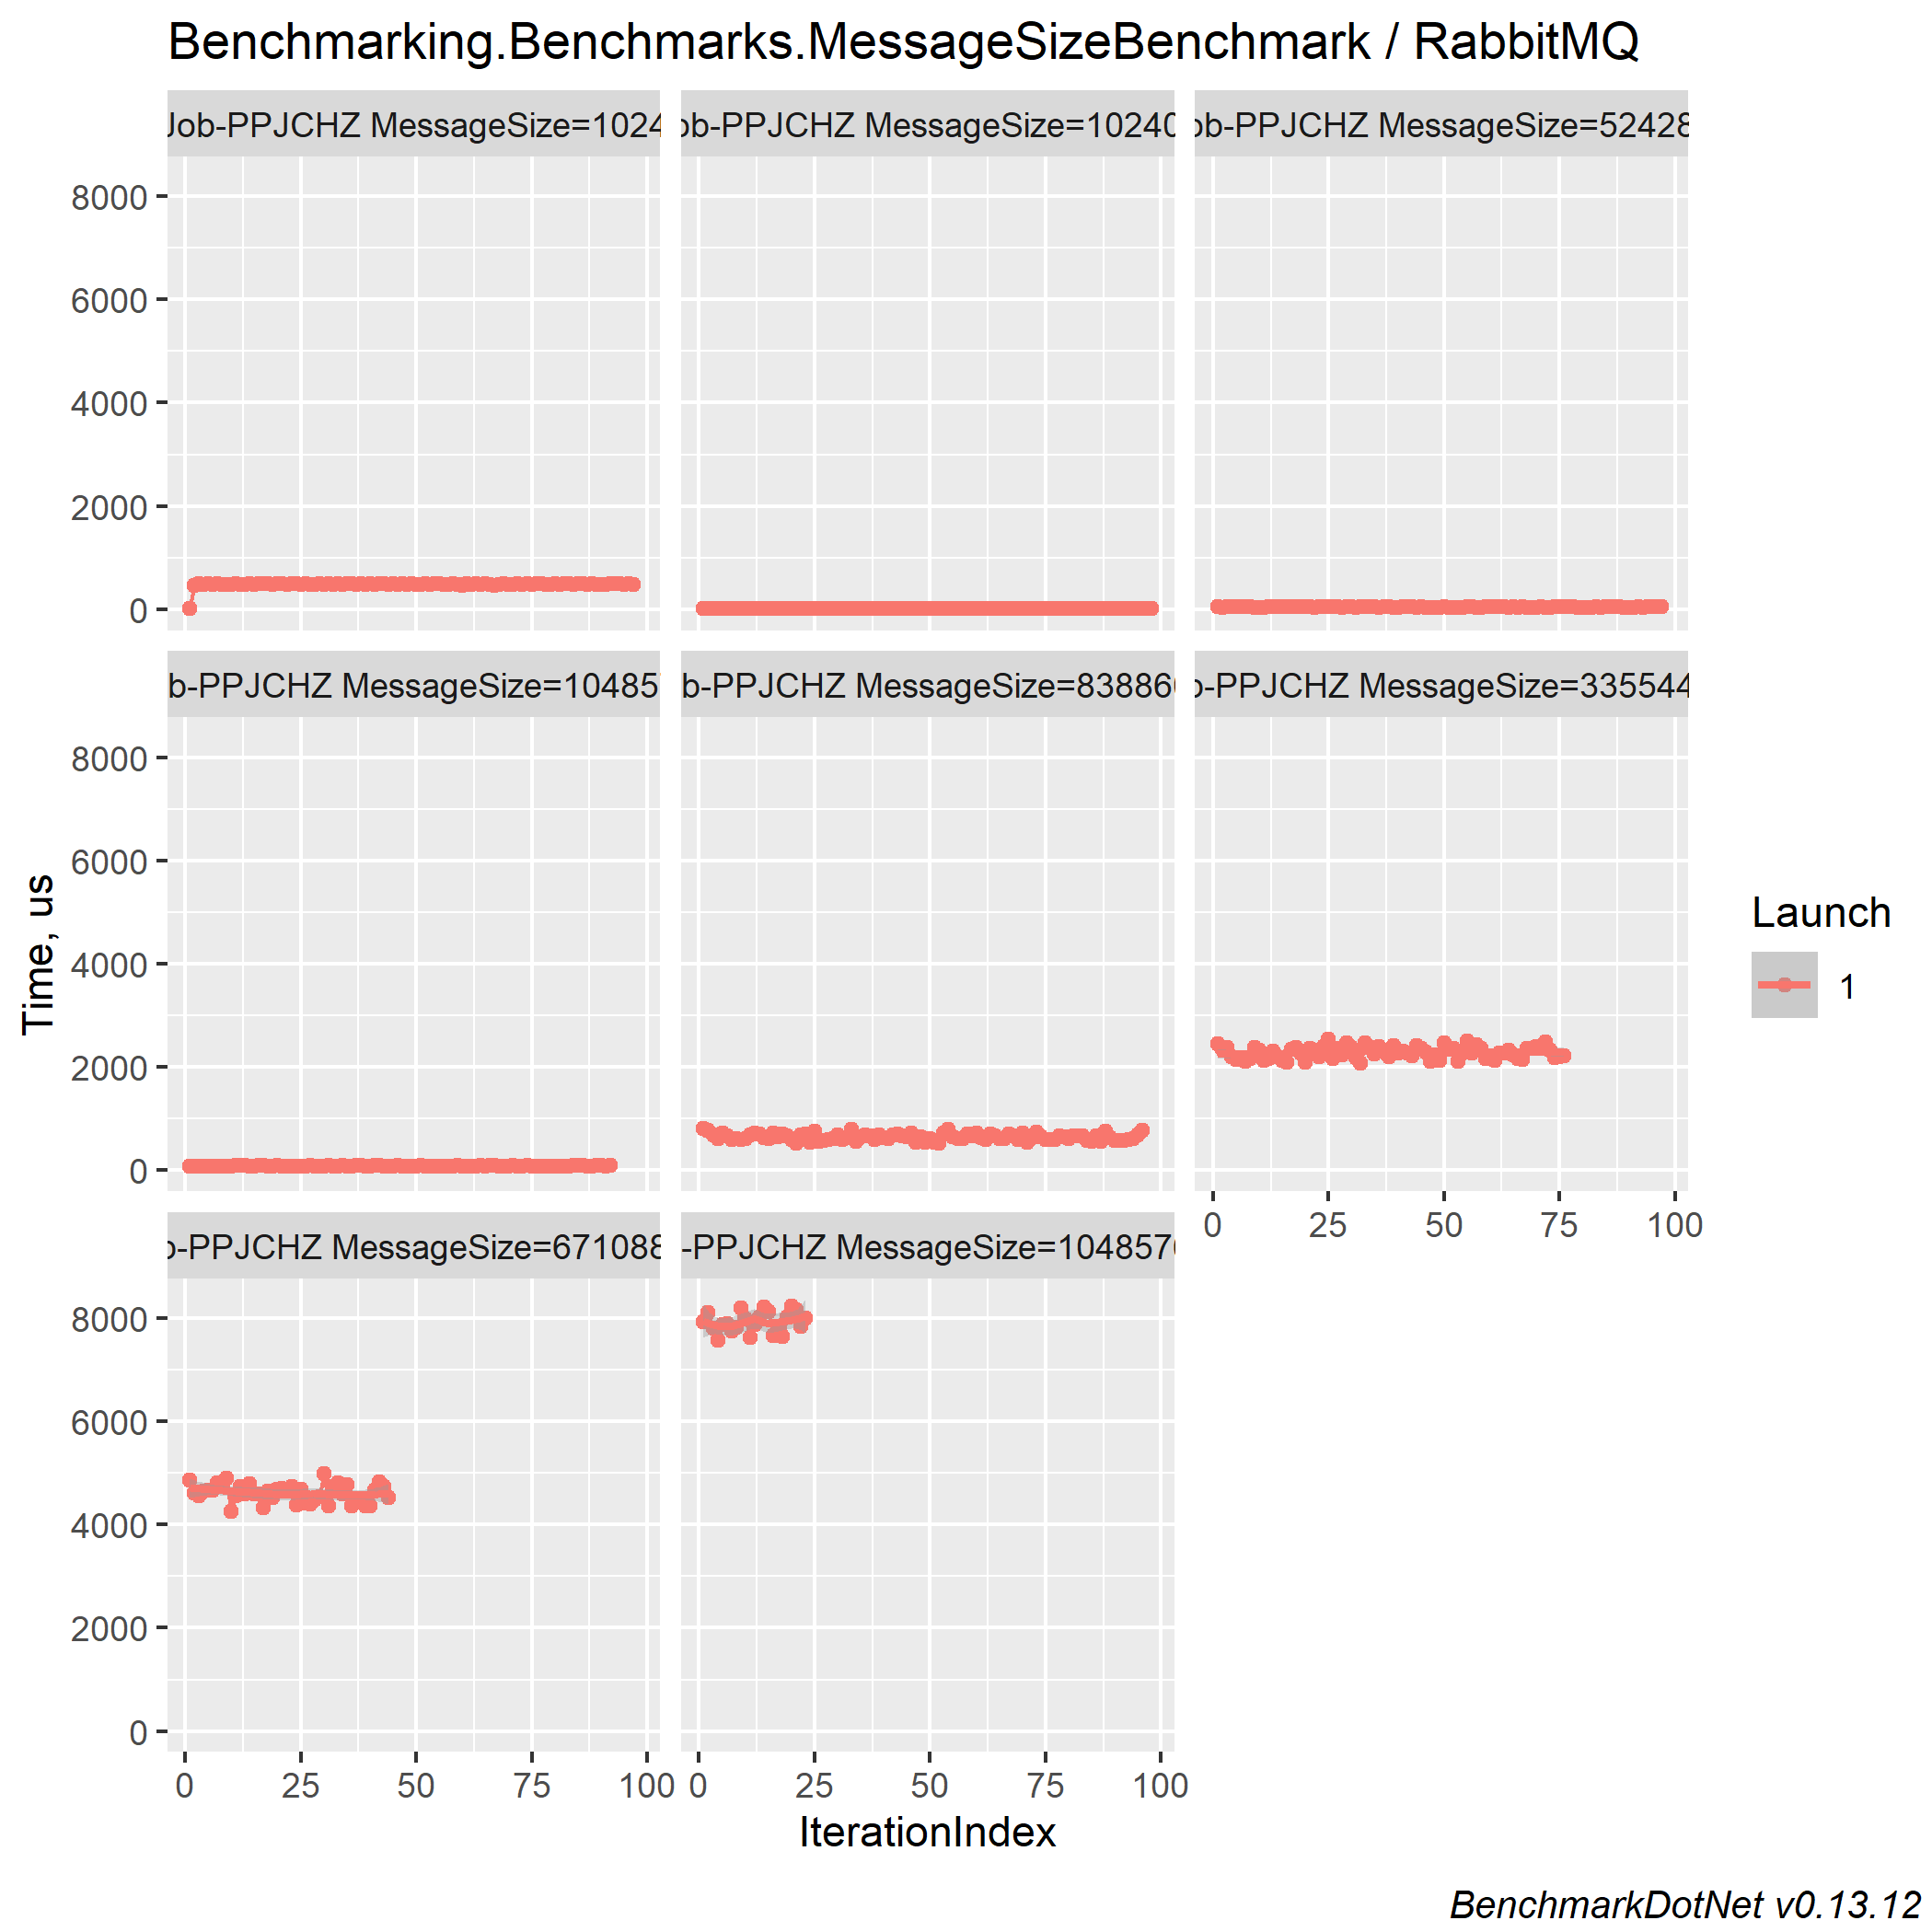 Benchmarking.Benchmarks.MessageSizeBenchmark / RabbitMQ
Job-PPJCHZ MessageSize=1024
ob-PPJCHZ MessageSize=10240
ob-PPJCHZ MessageSize=52428
8000
6000
4000
2000
0
b-PPJCHZ MessageSize=104857
b-PPJCHZ MessageSize=838860
o-PPJCHZ MessageSize=335544
8000
6000
4000
2000
0
0 25 50 75 100
o-PPJCHZ MessageSize=671088
-PPJCHZ MessageSize=1048576
8000
6000
4000
2000
0
0 25 50 75 100
0 25 50 75 100
IterationIndex
Time, us
Launch
1
BenchmarkDotNet v0.13.12